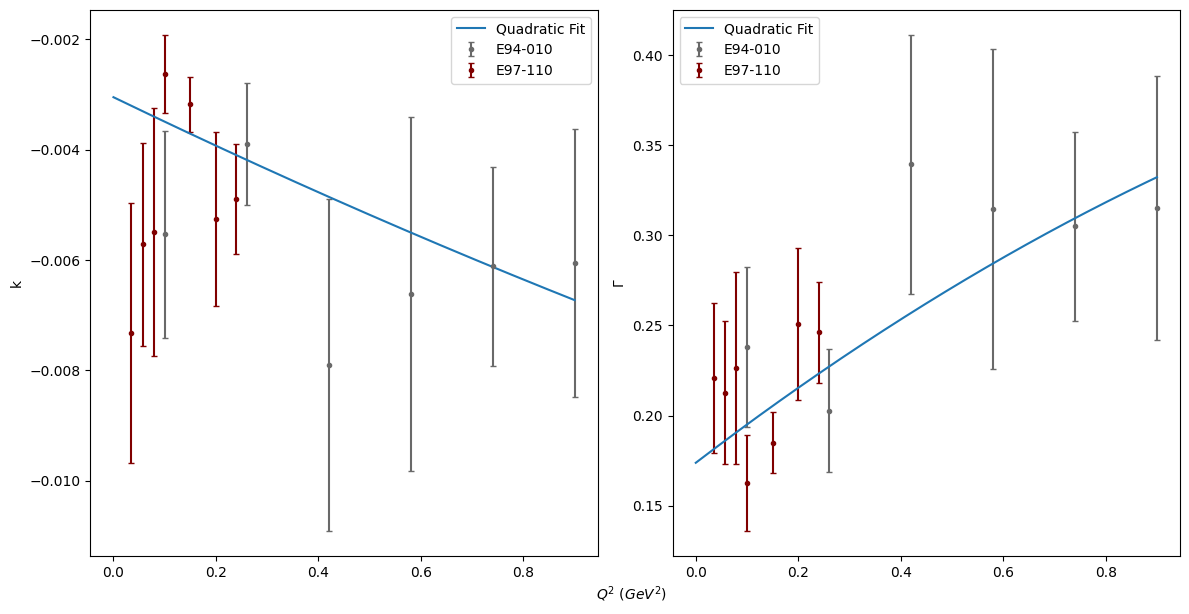 −0.002
−0.004
−0.006
−0.008
−0.010
k
0.0
0.2
0.4
0.6
0.8
Quadratic Fit
E94-010
E97-110
0.40
0.35
0.30
0.25
0.20
0.15
Γ
0.0
0.2
0.4
0.6
0.8
Quadratic Fit
E94-010
E97-110
Q² (GeV²)